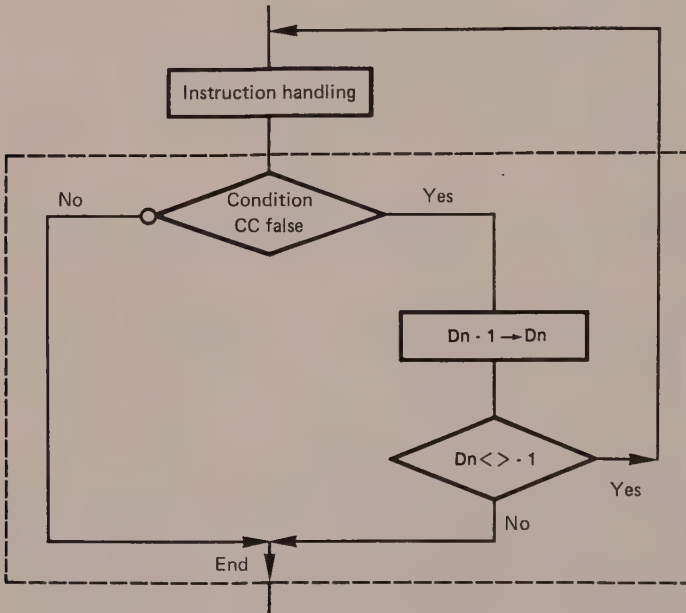 Instruction handling
No
Condition
CC false
Yes
Dn - 1 → Dn
Dn < > - 1
Yes
No
End